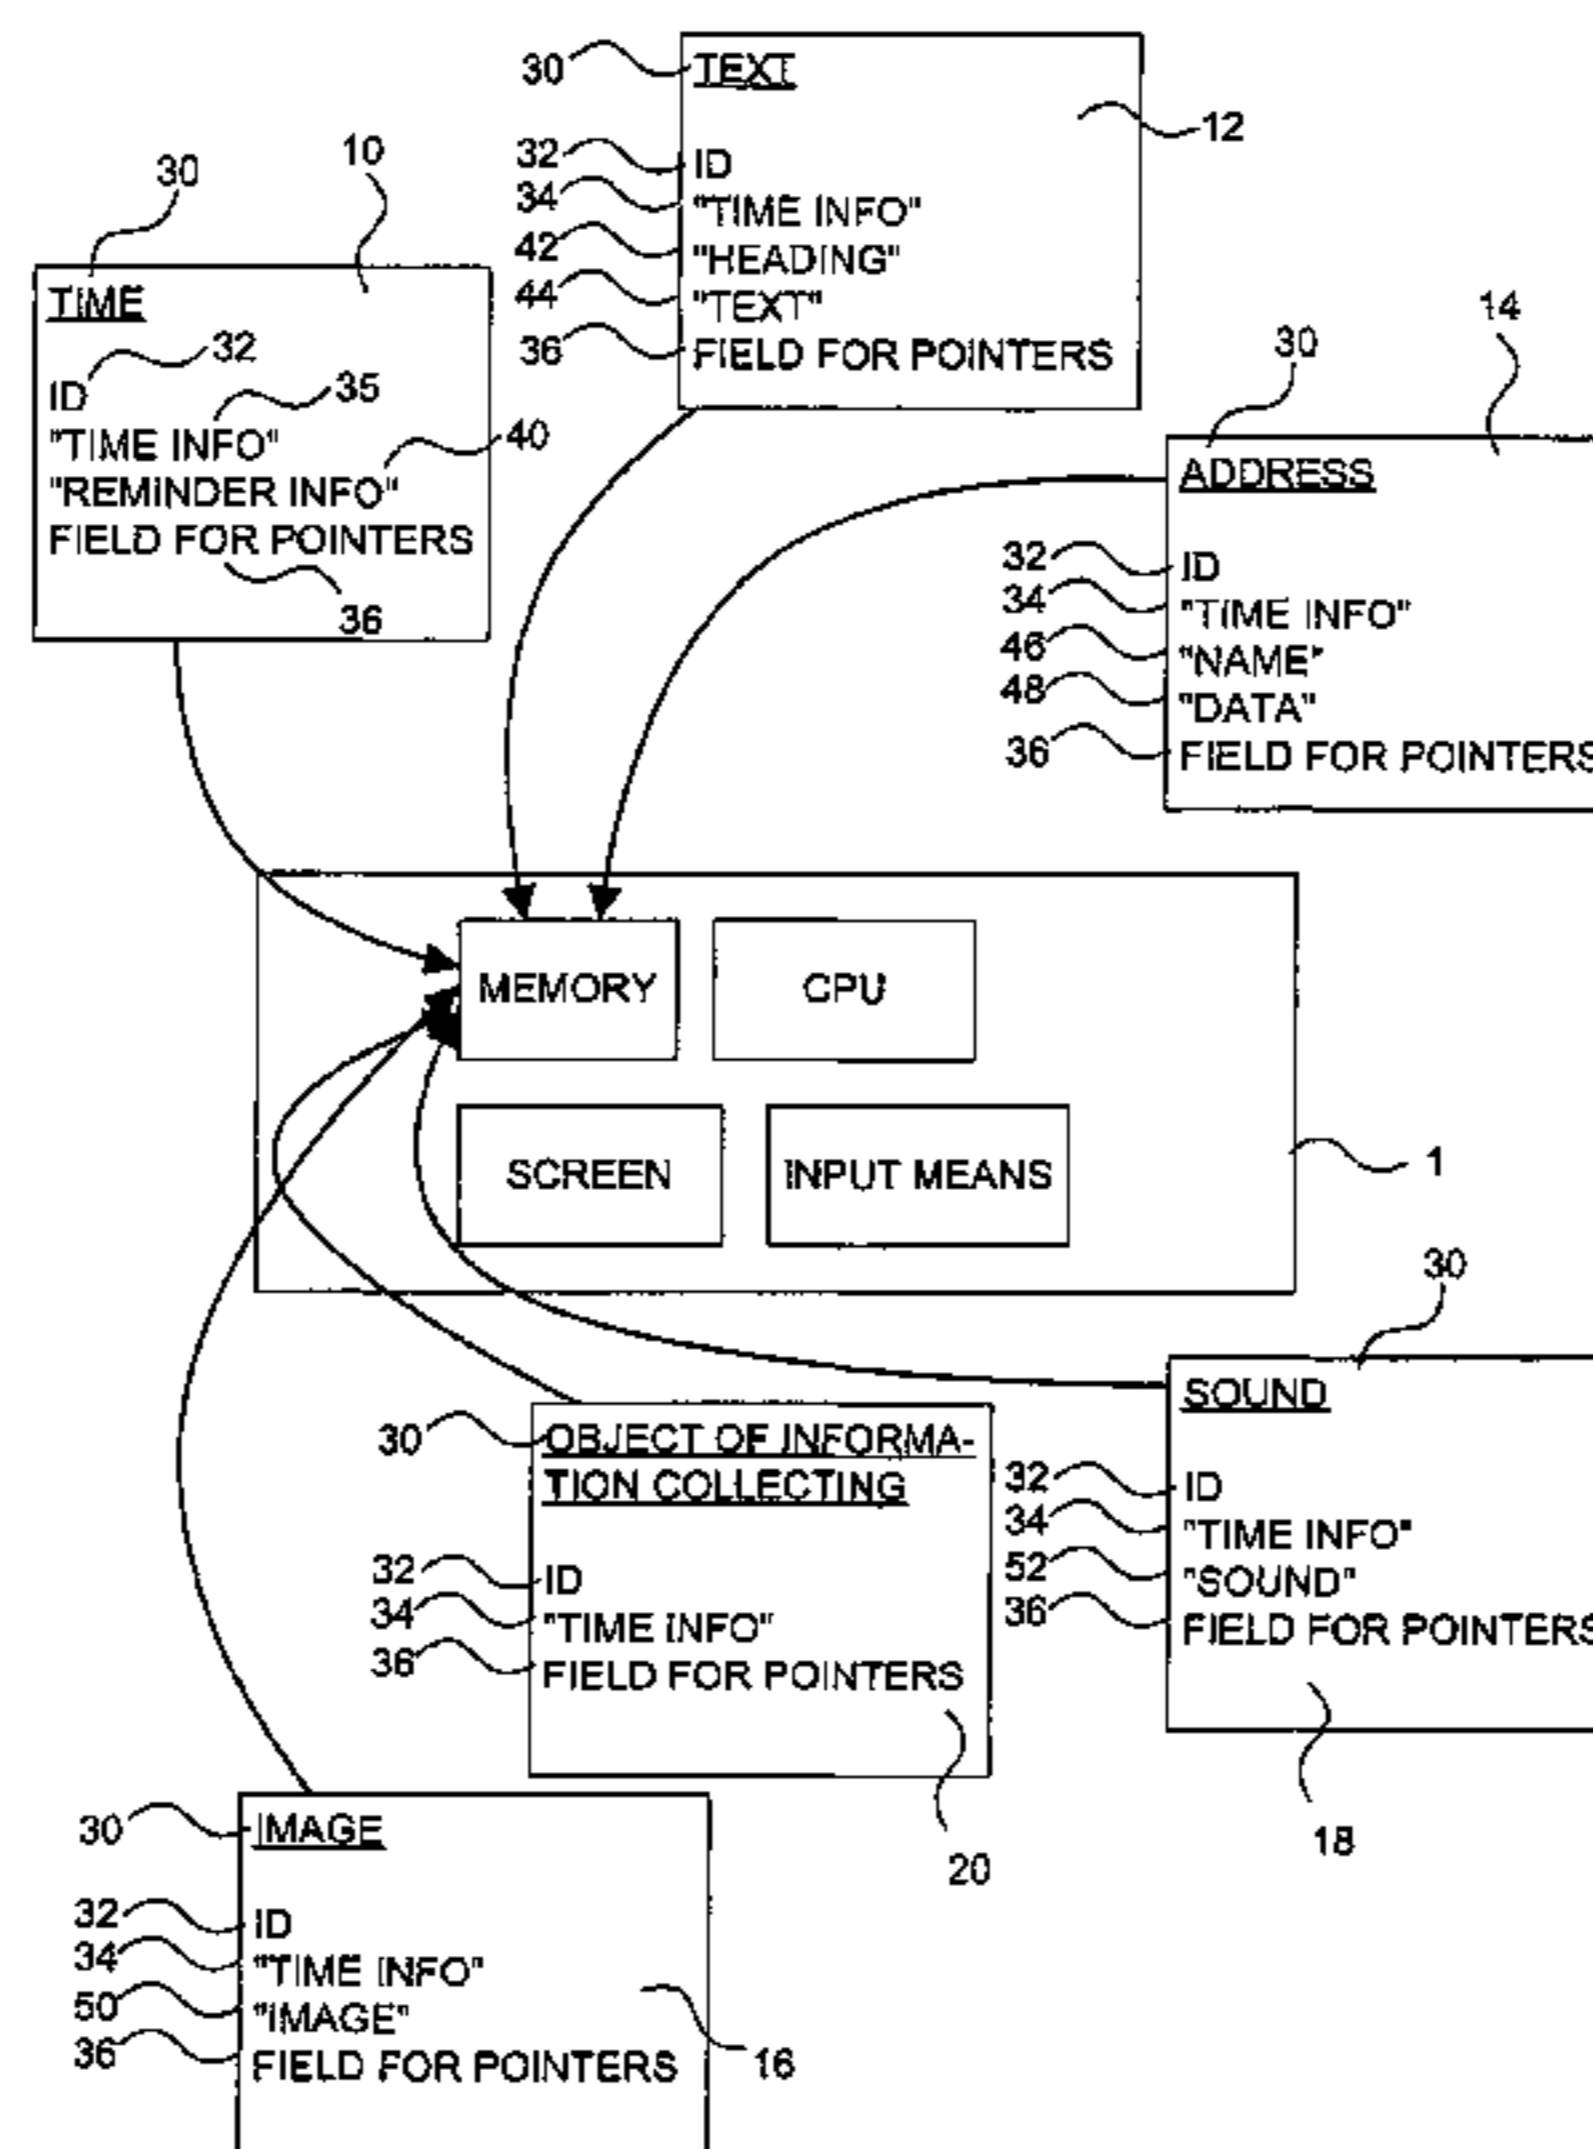 30 TEXT
12
32 ID
34 "TIME INFO"
42 "HEADING"
44 "TEXT"
36 FIELD FOR POINTERS
30
10
TIME
ID 32
"TIME INFO" 35
"REMINDER INFO" 40
FIELD FOR POINTERS
36
30
14
ADDRESS
32 ID
34 "TIME INFO"
46 "NAME"
48 "DATA"
36 FIELD FOR POINTERS
MEMORY
CPU
SCREEN
INPUT MEANS
1
30
SOUND
32 ID
34 "TIME INFO"
52 "SOUND"
36 FIELD FOR POINTERS
18
30 OBJECT OF INFORMA-
TION COLLECTING
32 ID
34 "TIME INFO"
36 FIELD FOR POINTERS
20
30 IMAGE
32 ID
34 "TIME INFO"
50 "IMAGE"
36 FIELD FOR POINTERS
16